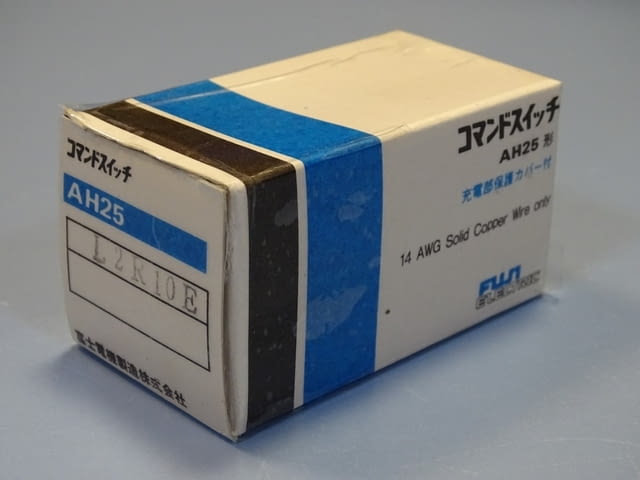 コマンドスイッチ
AH25
L2R10E
富士電機製造株式会社
コマンドスイッチ
AH25 形
充電部保護カバー付
14 AWG Solid Copper Wire only
FUJI
ELECTRIC